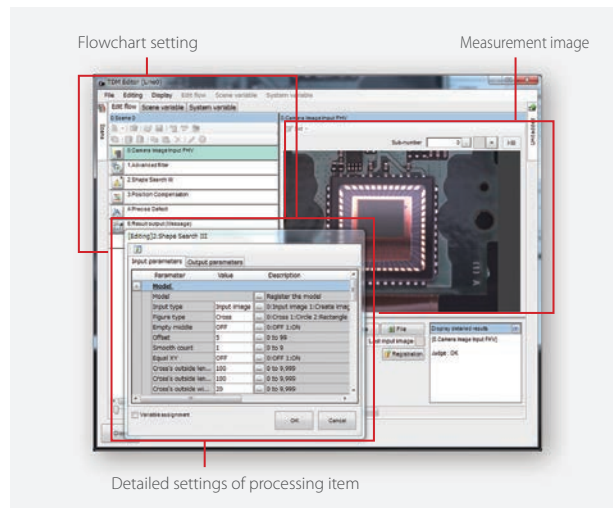 Flowchart setting
Measurement image
TDM Editor (Line0)
File Editing Display Edit flow Scene variable System variable
Edit flow Scene variable System variable
0.Scene 0
0.Camera Image Input FHV
Sub-number 0
0.Camera Image Input FHV
1.Advanced filter
2.Shape Search III
3.Position Compensation
4.Precise Defect
5.Result output (Message)
[Editing]2:Shape Search III
Input parameters Output parameters
Parameter Value Description
Model
Model ... Register the model
Input type Input image ... 0:Input image 1:Create imag
Figure type Cross ... 0:Cross 1:Circle 2:Rectangle
Empty middle OFF ... 0:OFF 1:ON
Offset 5 ... 0 to 99
Smooth count 1 ... 0 to 9
Equal XY OFF ... 0:OFF 1:ON
Cross's outside len... 100 ... 0 to 9,999
Cross's outside len... 100 ... 0 to 9,999
Cross's outside wi... 20 ... 0 to 9,999
Variable assignment
OK Cancel
File
Last input image
Registration
Display detailed results
(0.Camera Image Input FHV)
Judge : OK
Detailed settings of processing item